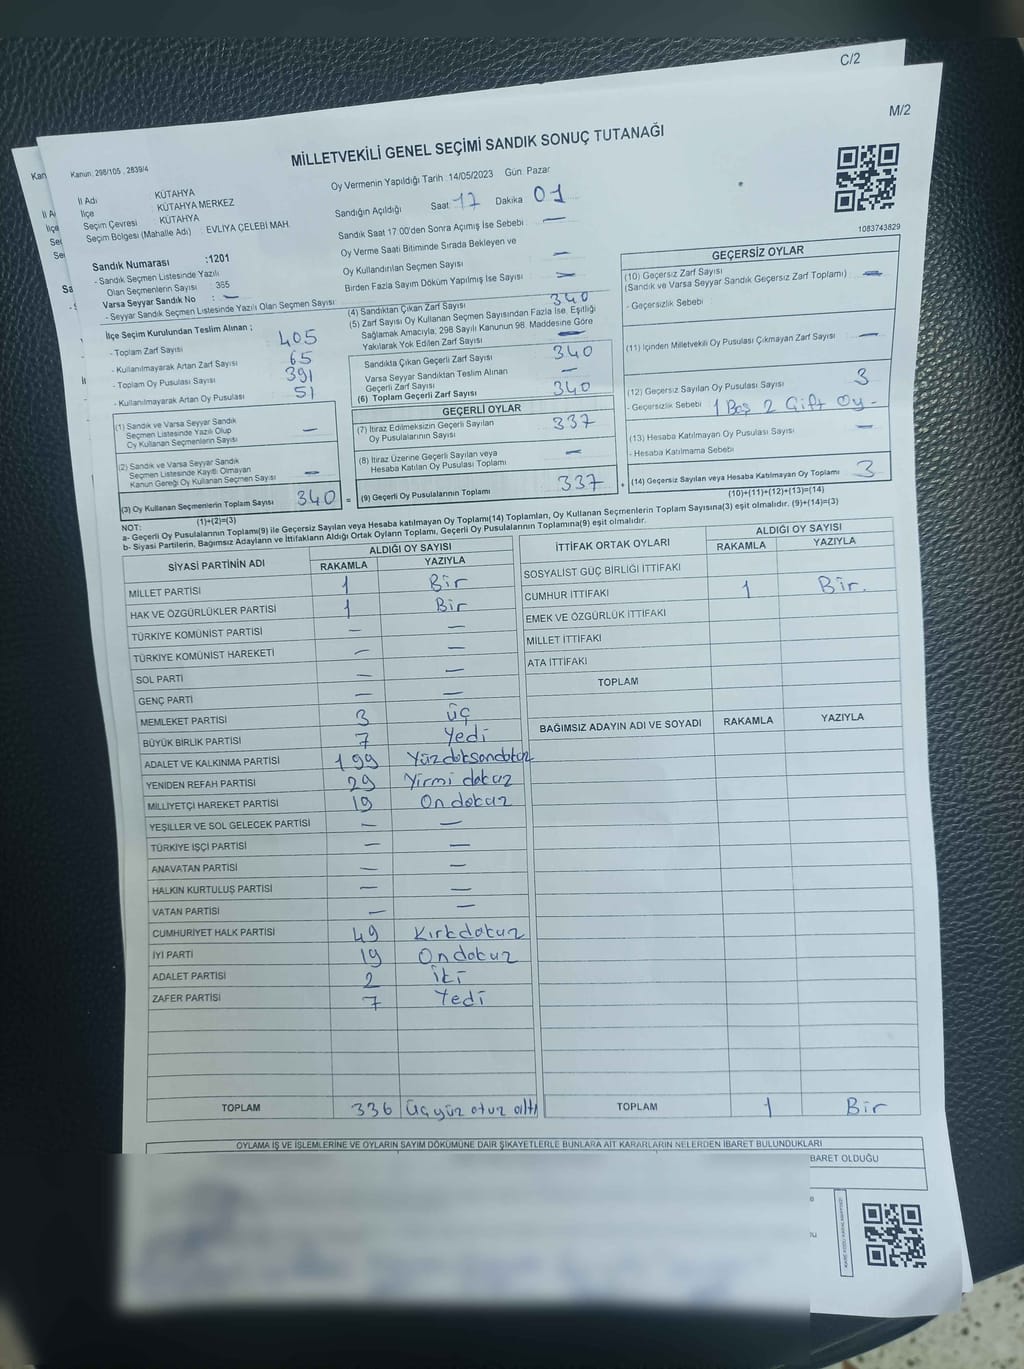 C/2
M/2
Kanun: 298/105 , 2839/4
MİLLETVEKİLİ GENEL SEÇİMİ SANDIK SONUÇ TUTANAĞI
İl Adı KÜTAHYA
İlçe KÜTAHYA MERKEZ
Seçim Çevresi KÜTAHYA
Seçim Bölgesi (Mahalle Adı) : EVLİYA ÇELEBİ MAH.
Oy Vermenin Yapıldığı Tarih : 14/05/2023 Gün: Pazar
Sandığın Açıldığı Saat 17 Dakika 01
Sandık Saat 17.00'den Sonra Açılmış İse Sebebi —
Oy Verme Saati Bitiminde Sırada Bekleyen ve
Oy Kullandırılan Seçmen Sayısı —
Birden Fazla Sayım Döküm Yapılmış İse Sayısı —
1083743829
Sandık Numarası :1201
- Sandık Seçmen Listesinde Yazılı
Olan Seçmenlerin Sayısı : 365
Varsa Seyyar Sandık No : —
- Seyyar Sandık Seçmen Listesinde Yazılı Olan Seçmen Sayısı :
İlçe Seçim Kurulundan Teslim Alınan ;
- Toplam Zarf Sayısı 405
- Kullanılmayarak Artan Zarf Sayısı 65
- Toplam Oy Pusulası Sayısı 391
- Kullanılmayarak Artan Oy Pusulası 51
(1) Sandık ve Varsa Seyyar Sandık
Seçmen Listesinde Yazılı Olup
Oy Kullanan Seçmenlerin Sayısı —
(2) Sandık ve Varsa Seyyar Sandık
Seçmen Listesinde Kayıtlı Olmayan
Kanun Gereği Oy Kullanan Seçmen Sayısı —
(3) Oy Kullanan Seçmenlerin Toplam Sayısı 340 =
(1)+(2)=(3)
(4) Sandıktan Çıkan Zarf Sayısı 340
(5) Zarf Sayısı Oy Kullanan Seçmen Sayısından Fazla İse, Eşitliği
Sağlamak Amacıyla, 298 Sayılı Kanunun 98. Maddesine Göre
Yakılarak Yok Edilen Zarf Sayısı —
Sandıkta Çıkan Geçerli Zarf Sayısı 340
Varsa Seyyar Sandıktan Teslim Alınan
Geçerli Zarf Sayısı —
(6) Toplam Geçerli Zarf Sayısı 340
GEÇERLİ OYLAR
(7) İtiraz Edilmeksizin Geçerli Sayılan
Oy Pusulalarının Sayısı 337
(8) İtiraz Üzerine Geçerli Sayılan veya
Hesaba Katılan Oy Pusulası Toplamı —
(9) Geçerli Oy Pusulalarının Toplamı 337 +
GEÇERSİZ OYLAR
(10) Geçersiz Zarf Sayısı
(Sandık ve Varsa Seyyar Sandık Geçersiz Zarf Toplamı) —
- Geçersizlik Sebebi :
(11) İçinden Milletvekili Oy Pusulası Çıkmayan Zarf Sayısı —
(12) Geçersiz Sayılan Oy Pusulası Sayısı 3
- Geçersizlik Sebebi : 1 Boş 2 Çift Oy -
(13) Hesaba Katılmayan Oy Pusulası Sayısı —
- Hesaba Katılmama Sebebi
(14) Geçersiz Sayılan veya Hesaba Katılmayan Oy Toplamı 3
(10)+(11)+(12)+(13)=(14)
NOT:
a- Geçerli Oy Pusulalarının Toplamı(9) ile Geçersiz Sayılan veya Hesaba katılmayan Oy Toplamı(14) Toplamları, Oy Kullanan Seçmenlerin Toplam Sayısına(3) eşit olmalıdır. (9)+(14)=(3)
b- Siyasi Partilerin, Bağımsız Adayların ve İttifakların Aldığı Ortak Oyların Toplamı, Geçerli Oy Pusulalarının Toplamına(9) eşit olmalıdır.
SİYASİ PARTİNİN ADI ALDIĞI OY SAYISI
RAKAMLA YAZIYLA
MİLLET PARTİSİ 1 Bir
HAK VE ÖZGÜRLÜKLER PARTİSİ 1 Bir
TÜRKİYE KOMÜNİST PARTİSİ — —
TÜRKİYE KOMÜNİST HAREKETİ — —
SOL PARTİ — —
GENÇ PARTİ — —
MEMLEKET PARTİSİ 3 Üç
BÜYÜK BİRLİK PARTİSİ 7 Yedi
ADALET VE KALKINMA PARTİSİ 199 Yüzdoksandokuz
YENİDEN REFAH PARTİSİ 29 Yirmi dokuz
MİLLİYETÇİ HAREKET PARTİSİ 19 On dokuz
YEŞİLLER VE SOL GELECEK PARTİSİ — —
TÜRKİYE İŞÇİ PARTİSİ — —
ANAVATAN PARTİSİ — —
HALKIN KURTULUŞ PARTİSİ — —
VATAN PARTİSİ — —
CUMHURİYET HALK PARTİSİ 49 Kırkdokuz
İYİ PARTİ 19 Ondokuz
ADALET PARTİSİ 2 İki
ZAFER PARTİSİ 7 Yedi
TOPLAM 336 Üçyüz otuz altı
İTTİFAK ORTAK OYLARI ALDIĞI OY SAYISI
RAKAMLA YAZIYLA
SOSYALİST GÜÇ BİRLİĞİ İTTİFAKI
CUMHUR İTTİFAKI 1 Bir.
EMEK VE ÖZGÜRLÜK İTTİFAKI
MİLLET İTTİFAKI
ATA İTTİFAKI
TOPLAM
BAĞIMSIZ ADAYIN ADI VE SOYADI RAKAMLA YAZIYLA
TOPLAM 1 Bir
OYLAMA İŞ VE İŞLEMLERİNE VE OYLARIN SAYIM DÖKÜMÜNE DAİR ŞİKAYETLERLE BUNLARA AİT KARARLARIN NELERDEN İBARET BULUNDUKLARI
BARET OLDUĞU